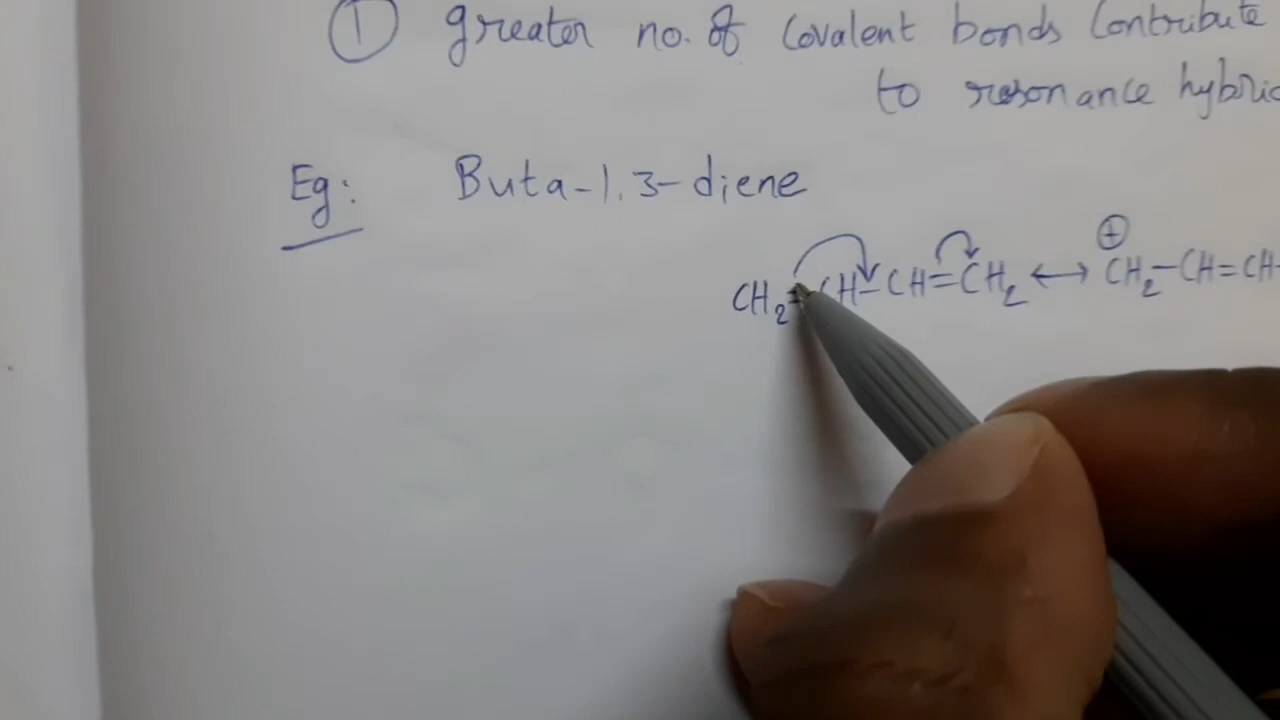 ① greater no. of covalent bonds contribute
to resonance hybrid
Eg: Buta-1,3-diene
CH₂=CH-CH=CH₂ ↔ ⊕CH₂-CH=CH-